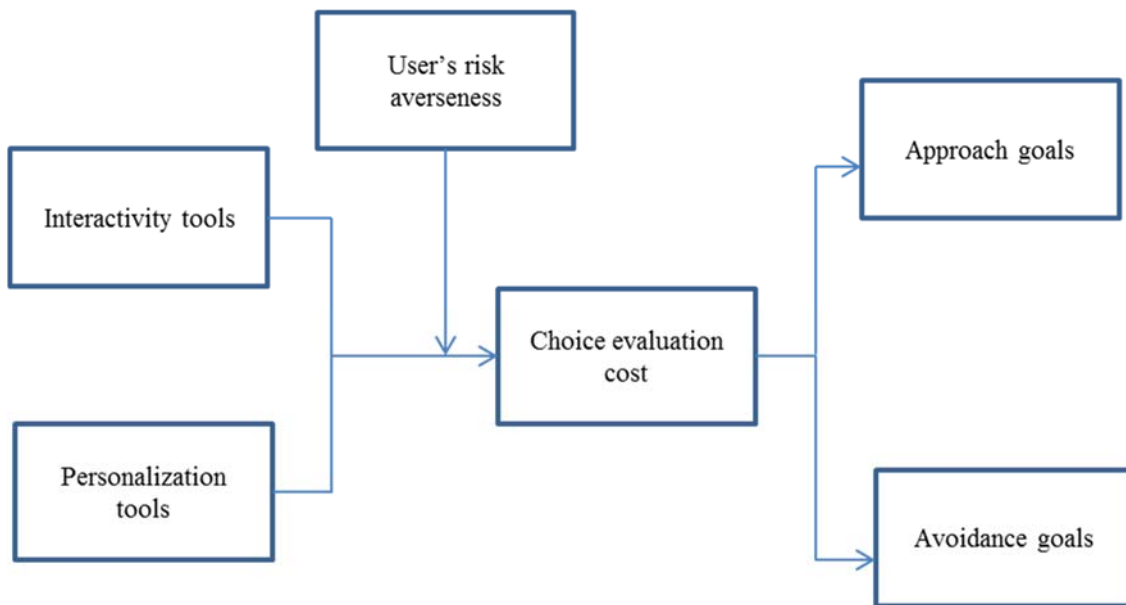 User’s risk
averseness
Approach goals
Interactivity tools
Choice evaluation
cost
Personalization
tools
Avoidance goals